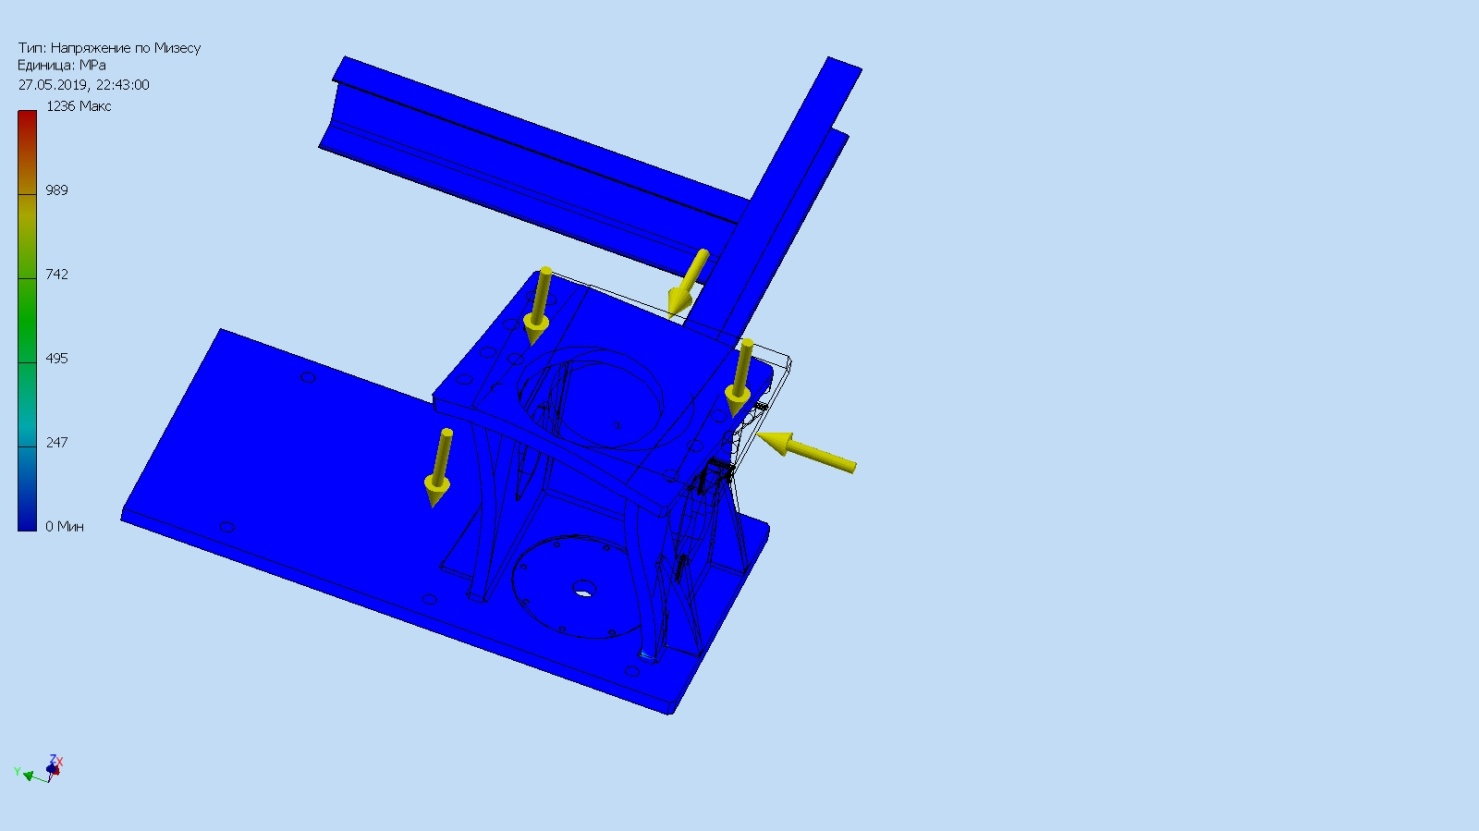 Тип: Напряжение по Мизесу
Единица: MPa
27.05.2019, 22:43:00
1236 Макс
989
742
495
247
0 Мин
Z
X
Y